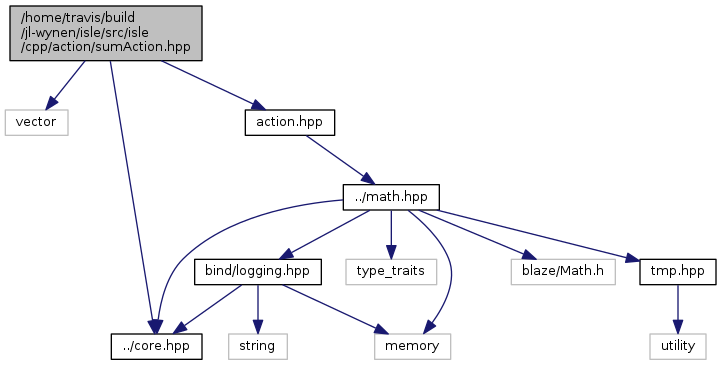 /home/travis/build
/jl-wynen/isle/src/isle
/cpp/action/sumAction.hpp
vector
action.hpp
../math.hpp
bind/logging.hpp
type_traits
blaze/Math.h
tmp.hpp
../core.hpp
string
memory
utility